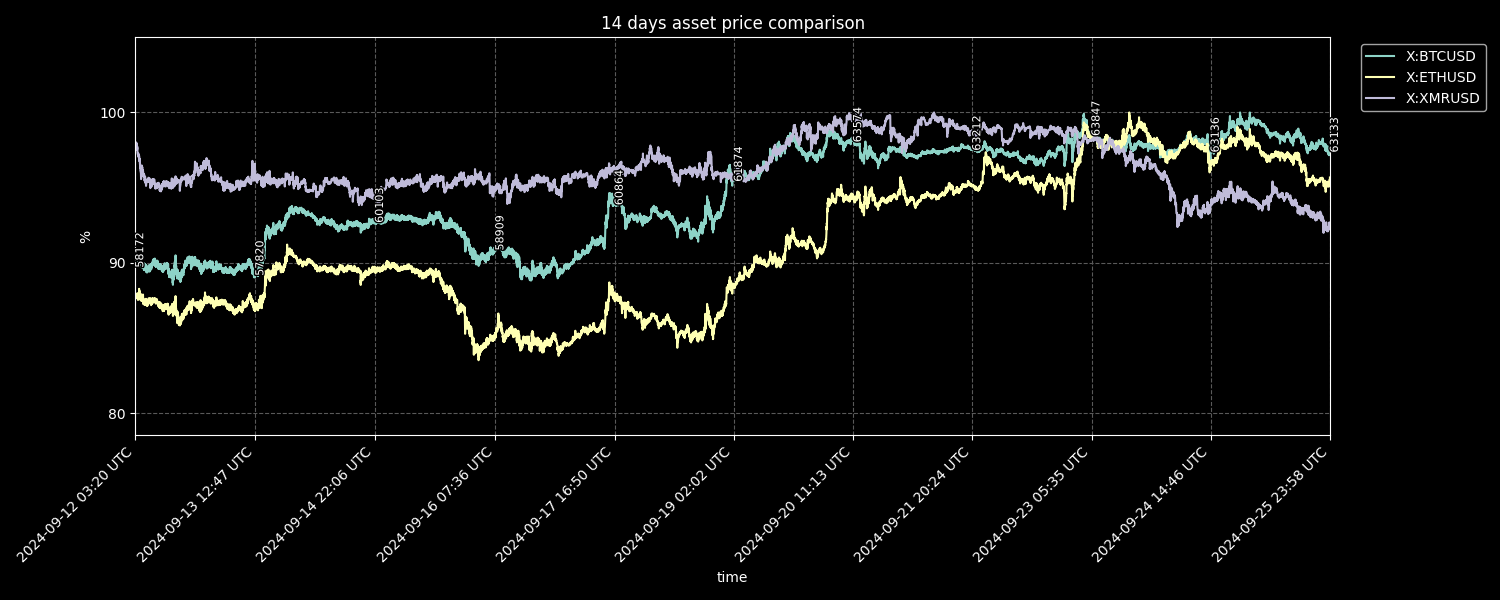 14 days asset price comparison
X:BTCUSD
X:ETHUSD
X:XMRUSD
100
90
80
%
58172
57820
60103
58909
60864
61874
63574
63212
63847
63136
63133
2024-09-12 03:20 UTC
2024-09-13 12:47 UTC
2024-09-14 22:06 UTC
2024-09-16 07:36 UTC
2024-09-17 16:50 UTC
2024-09-19 02:02 UTC
2024-09-20 11:13 UTC
2024-09-21 20:24 UTC
2024-09-23 05:35 UTC
2024-09-24 14:46 UTC
2024-09-25 23:58 UTC
time